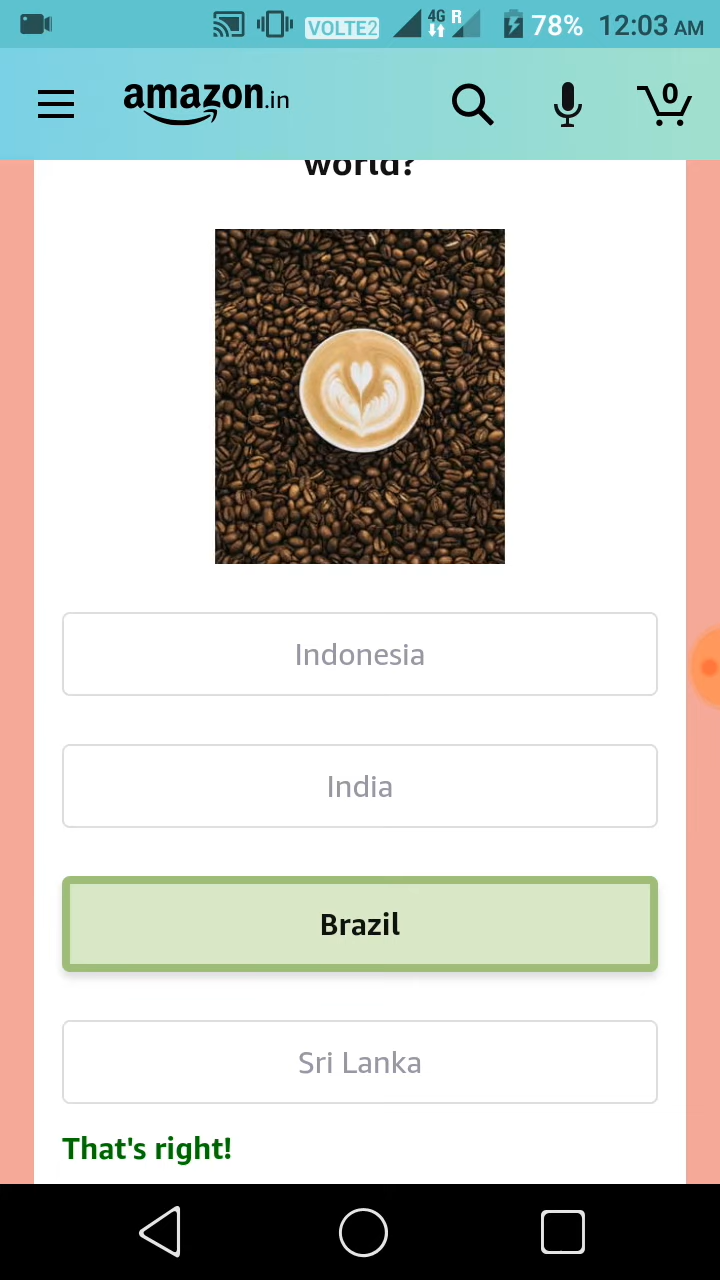 VOLTE2 4G R 78% 12:03 AM
amazon.in 0
world?
Indonesia
India
Brazil
Sri Lanka
That's right!